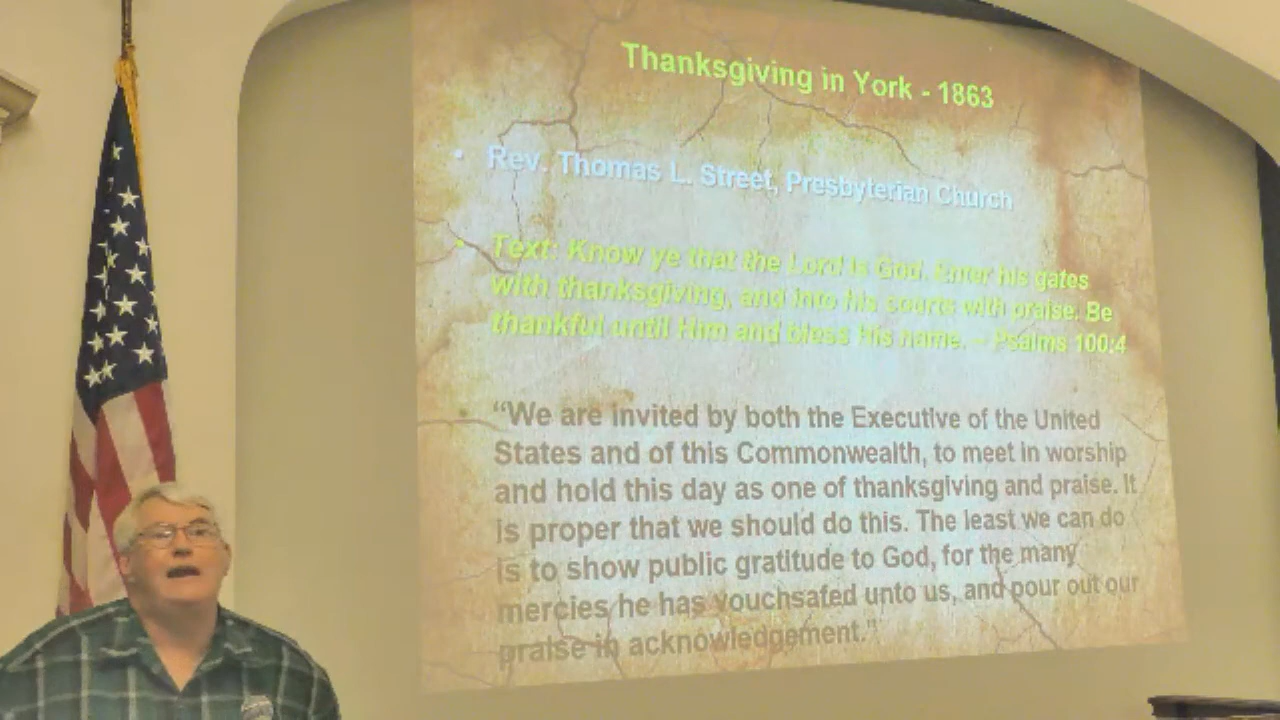 Thanksgiving in York - 1863
• Rev. Thomas L. Street, Presbyterian Church
• Text: Know ye that the Lord is God. Enter his gates
with thanksgiving, and into his courts with praise. Be
thankful until Him and bless His name. – Psalms 100:4
• “We are invited by both the Executive of the United
States and of this Commonwealth, to meet in worship
and hold this day as one of thanksgiving and praise. It
is proper that we should do this. The least we can do
is to show public gratitude to God, for the many
mercies he has vouchsafed unto us, and pour out our
praise in acknowledgement.”